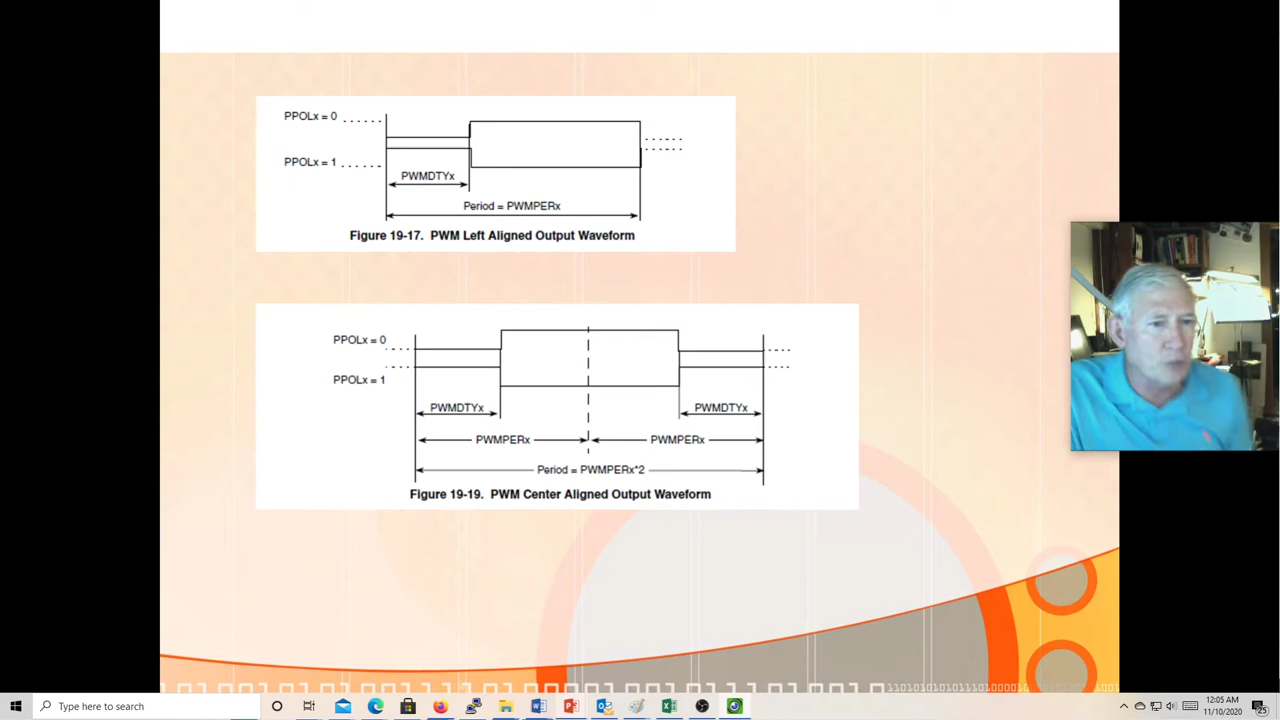 PPOLx = 0
PPOLx = 1
PWMDTYx
Period = PWMPERx
Figure 19-17. PWM Left Aligned Output Waveform
PPOLx = 0
PPOLx = 1
PWMDTYx PWMDTYx
PWMPERx PWMPERx
Period = PWMPERx*2
Figure 19-19. PWM Center Aligned Output Waveform
Type here to search
12:05 AM
11/10/2020
25